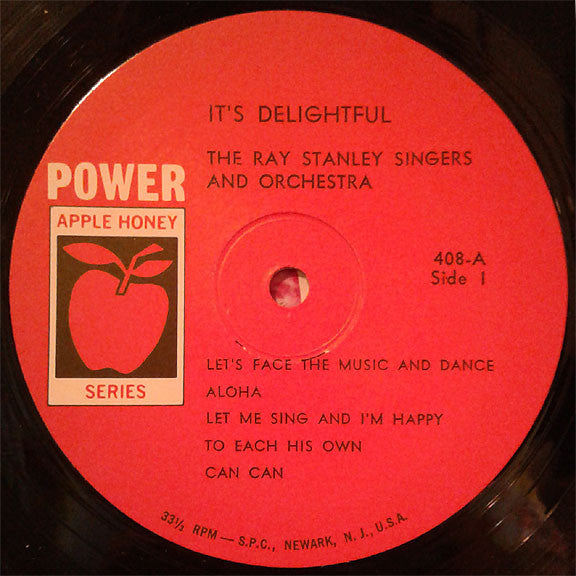 IT'S DELIGHTFUL
THE RAY STANLEY SINGERS
AND ORCHESTRA
POWER
APPLE HONEY
SERIES
408-A
Side 1
LET'S FACE THE MUSIC AND DANCE
ALOHA
LET ME SING AND I'M HAPPY
TO EACH HIS OWN
CAN CAN
33⅓ RPM — S.P.C., NEWARK, N. J., U.S.A.